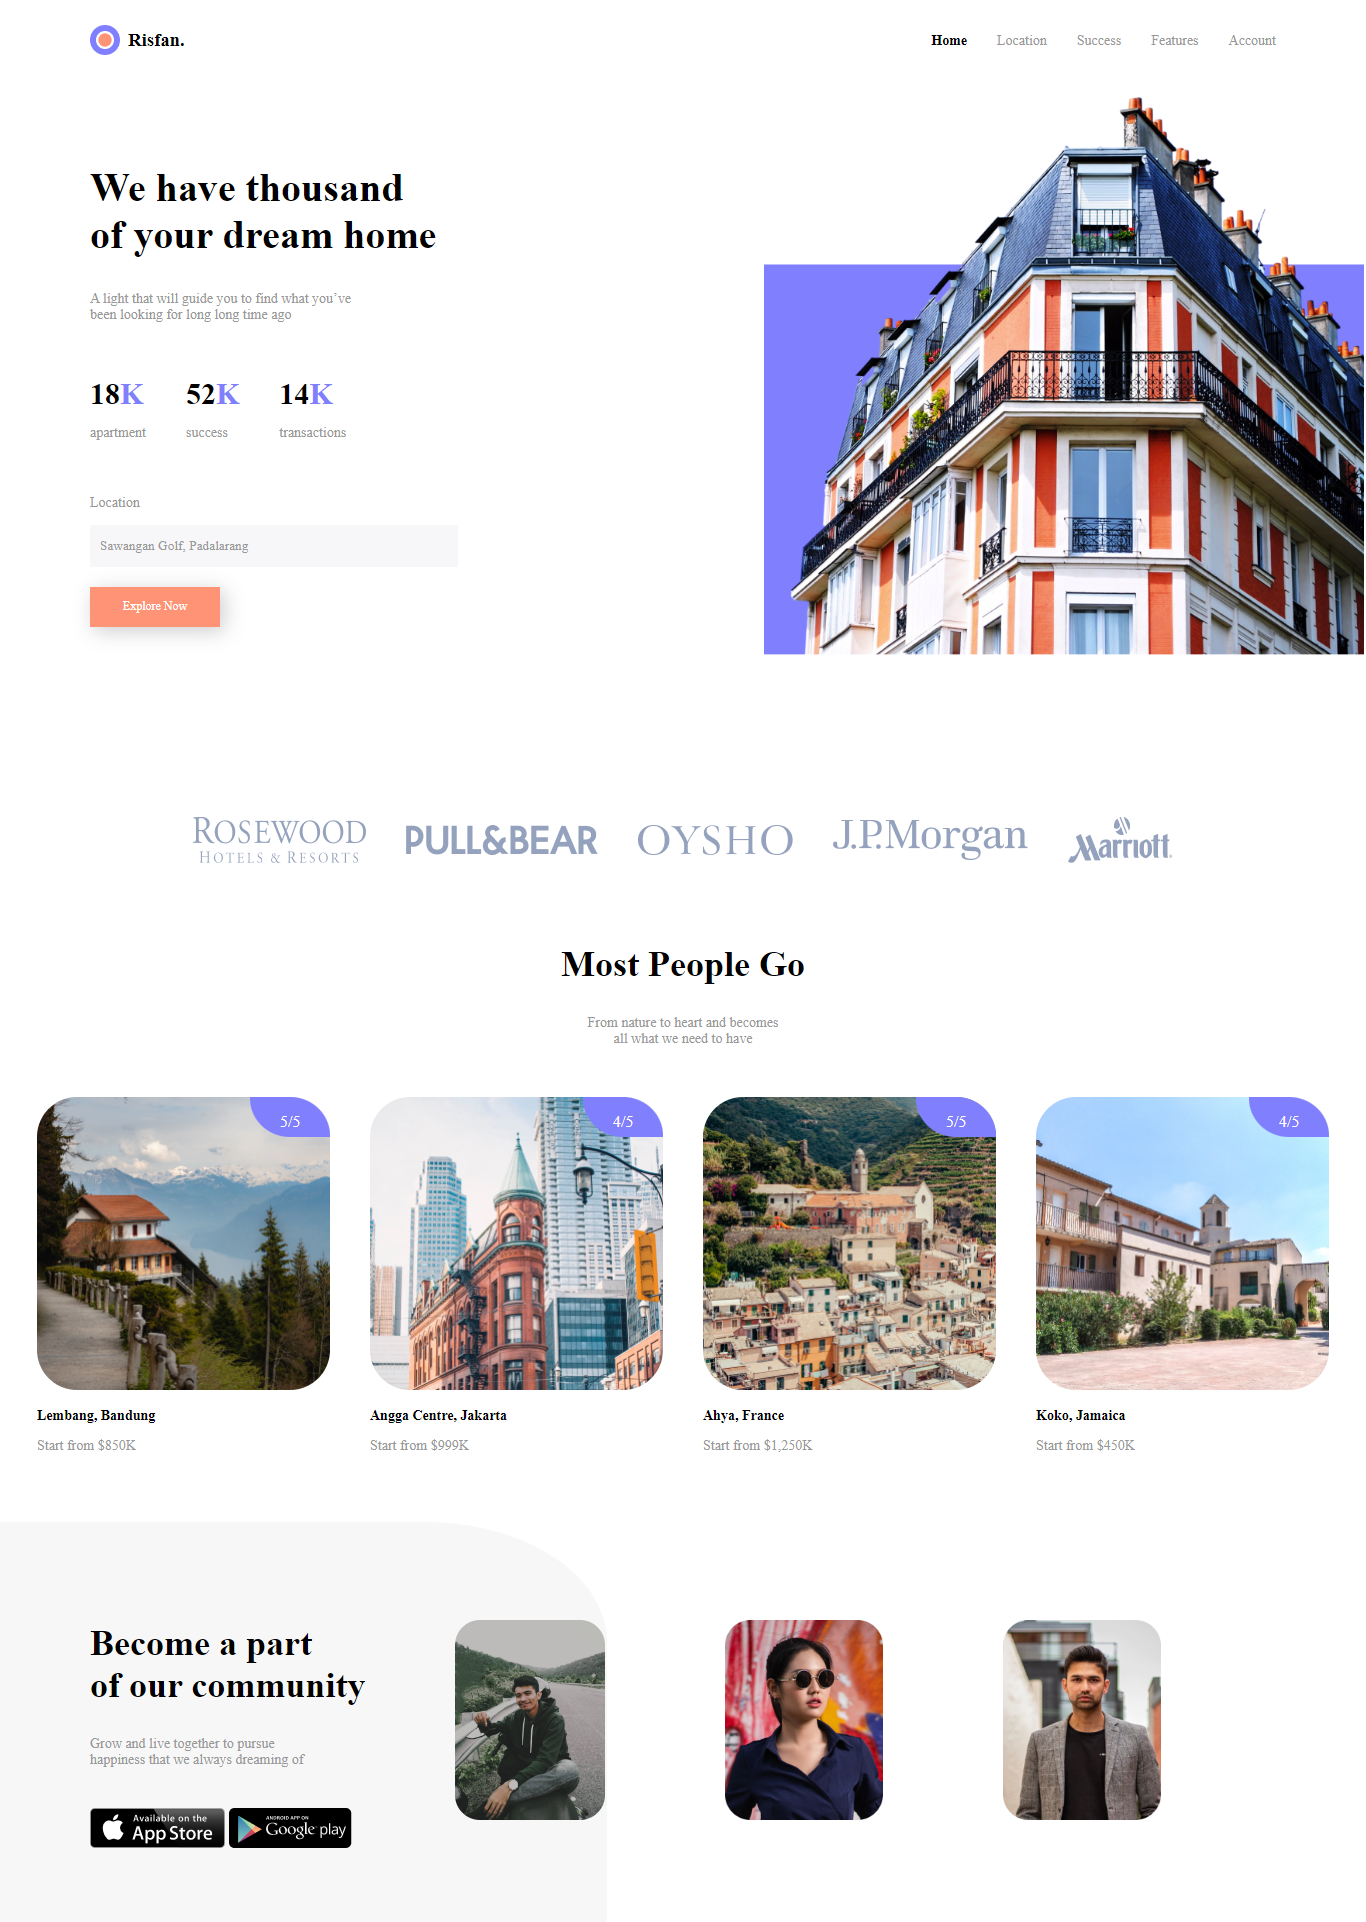 Risfan.
Home Location Success Features Account
We have thousand
of your dream home
A light that will guide you to find what you've
been looking for long long time ago
18K 52K 14K
apartment success transactions
Location
Sawangan Golf, Padalarang
Explore Now
ROSEWOOD
HOTELS & RESORTS
PULL&BEAR
OYSHO
J.P.Morgan
Marriott
Most People Go
From nature to heart and becomes
all what we need to have
5/5 4/5 5/5 4/5
Lembang, Bandung Angga Centre, Jakarta Ahya, France Koko, Jamaica
Start from $850K Start from $999K Start from $1,250K Start from $450K
Become a part
of our community
Grow and live together to pursue
happiness that we always dreaming of
Available on the
App Store
ANDROID APP ON
Google play